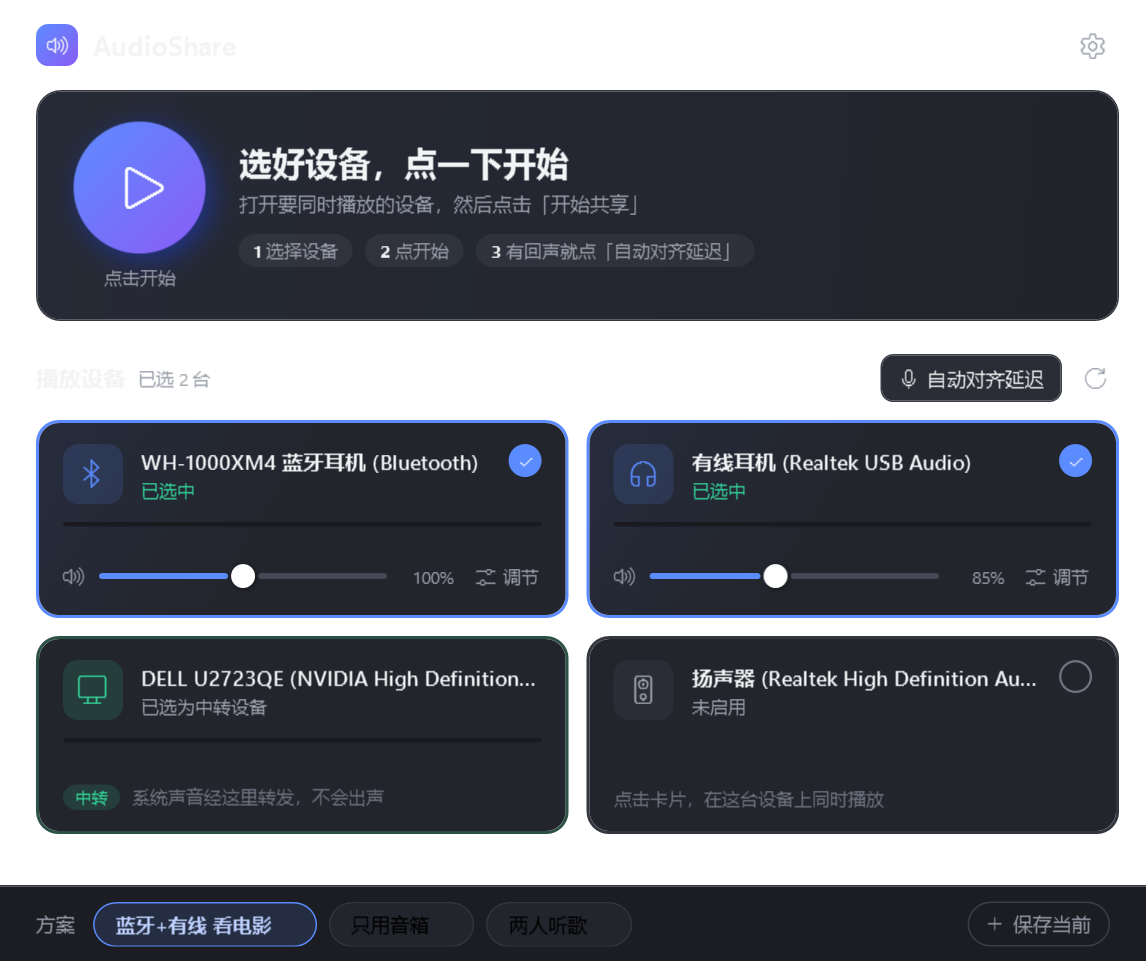 AudioShare
选好设备，点一下开始
打开要同时播放的设备，然后点击「开始共享」
1 选择设备 2 点开始 3 有回声就点「自动对齐延迟」
点击开始
播放设备 已选 2 台 自动对齐延迟
WH-1000XM4 蓝牙耳机 (Bluetooth)
已选中
100% 调节
有线耳机 (Realtek USB Audio)
已选中
85% 调节
DELL U2723QE (NVIDIA High Definition...
已选为中转设备
中转 系统声音经这里转发，不会出声
扬声器 (Realtek High Definition Au...
未启用
点击卡片，在这台设备上同时播放
方案 蓝牙+有线 看电影 只用音箱 两人听歌 保存当前